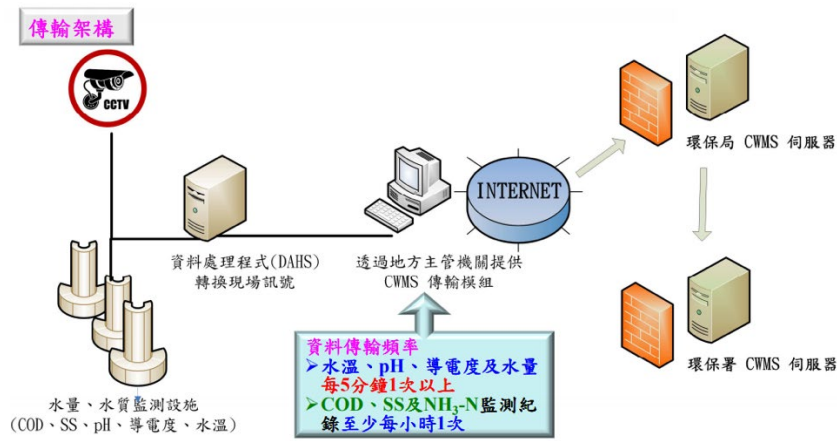 傳輸架構
CCTV
INTERNET
環保局 CWMS 伺服器
資料處理程式(DAHS)
轉換現場訊號
透過地方主管機關提供
CWMS 傳輸模組
資料傳輸頻率
➤水溫、pH、導電度及水量
每5分鐘1次以上
➤COD、SS及NH₃-N監測紀
錄至少每小時1次
環保署 CWMS 伺服器
水量、水質監測設施
(COD、SS、pH、導電度、水溫)